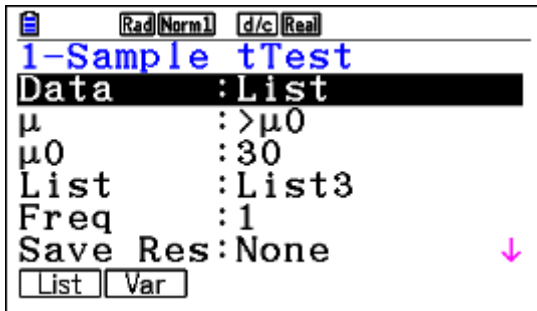 Rad Norm1 d/c Real
1-Sample tTest
Data :List
μ :>μ0
μ0 :30
List :List3
Freq :1
Save Res:None ↓
List Var